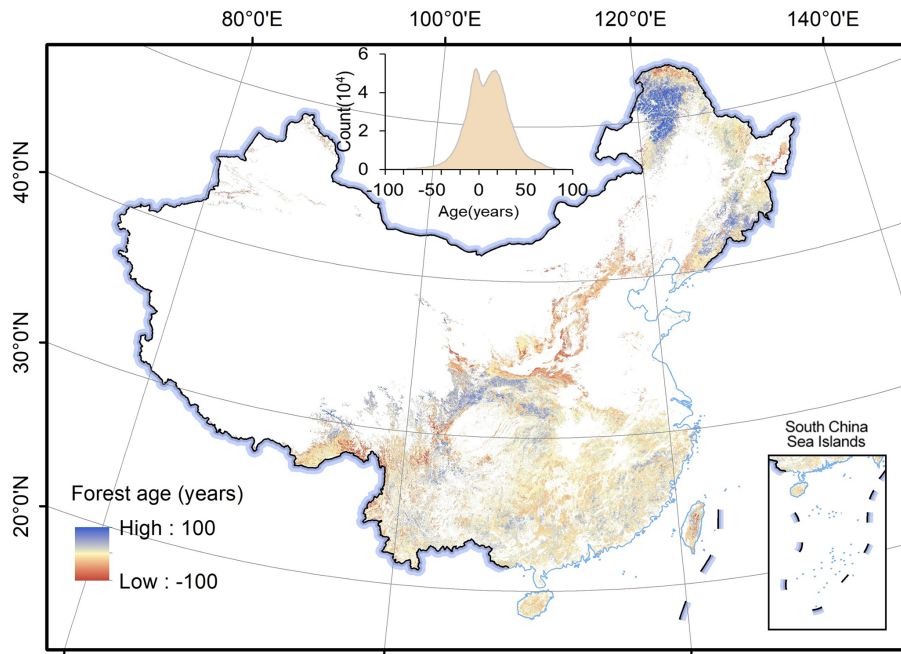 80°0'E
100°0'E
120°0'E
140°0'E
40°0'N
30°0'N
20°0'N
6
4
2
0
Count(10⁴)
-100
-50
0
50
100
Age(years)
Forest age (years)
High : 100
Low : -100
South China
Sea Islands